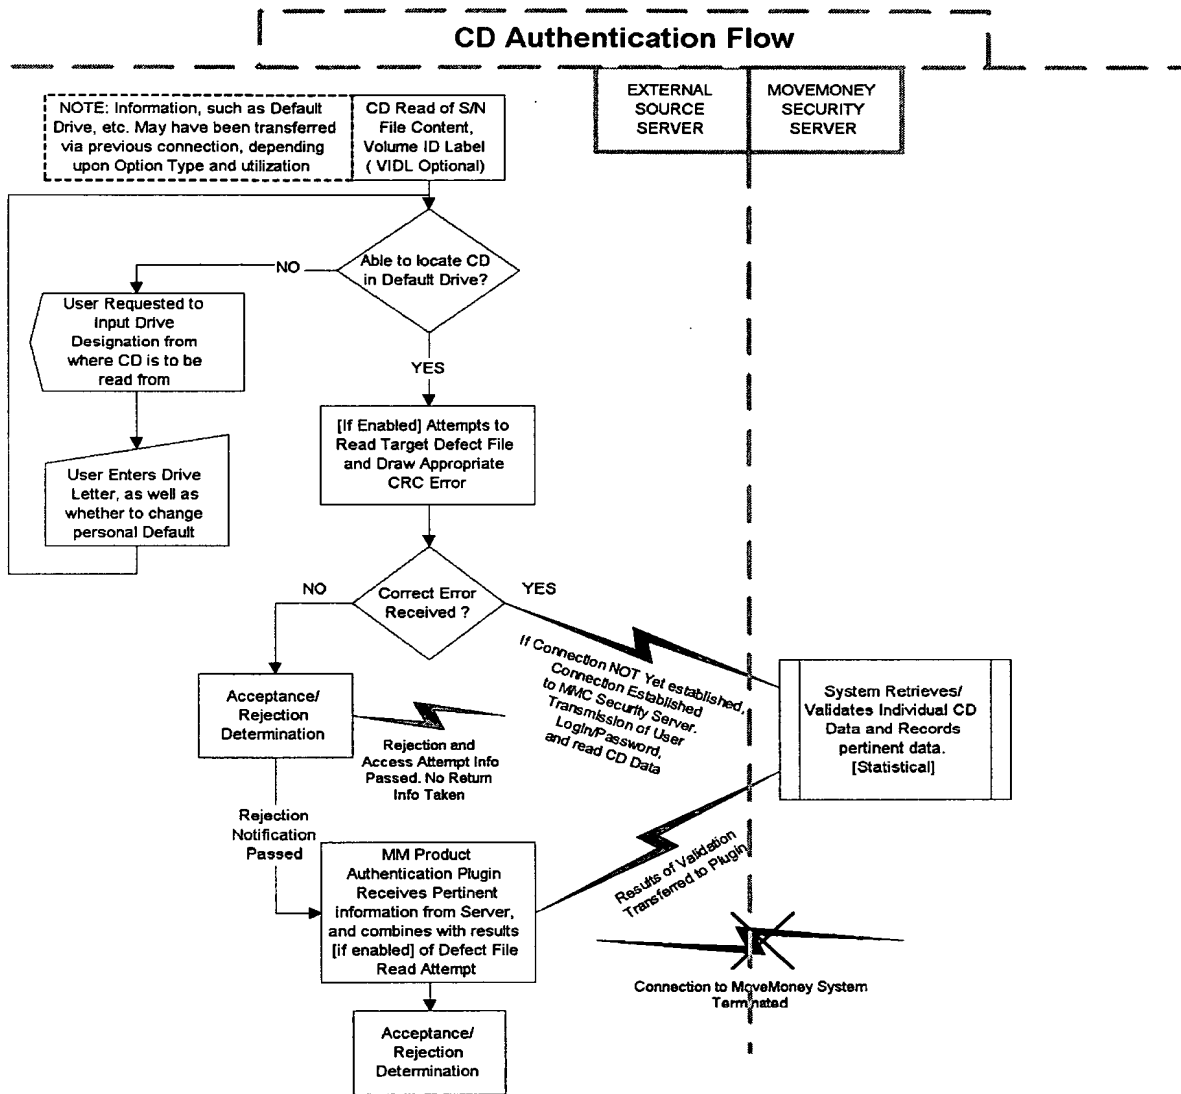 CD Authentication Flow
EXTERNAL
SOURCE
SERVER
MOVEMONEY
SECURITY
SERVER
NOTE: Information, such as Default
Drive, etc. May have been transferred
via previous connection, depending
upon Option Type and utilization
CD Read of S/N
File Content,
Volume ID Label
( VIDL Optional)
Able to locate CD
in Default Drive?
NO
User Requested to
Input Drive
Designation from
where CD is to be
read from
YES
[If Enabled] Attempts to
Read Target Defect File
and Draw Appropriate
CRC Error
User Enters Drive
Letter, as well as
whether to change
personal Default
NO
Correct Error
Received ?
YES
If Connection NOT Yet established,
Connection Established
to MMC Security Server.
Transmission of User
Login/Password,
and read CD Data
System Retrieves/
Validates Individual CD
Data and Records
pertinent data.
[Statistical]
Acceptance/
Rejection
Determination
Rejection and
Access Attempt Info
Passed. No Return
Info Taken
Rejection
Notification
Passed
MM Product
Authentication Plugin
Receives Pertinent
information from Server,
and combines with results
[if enabled] of Defect File
Read Attempt
Results of Validation
Transferred to Plugin
Connection to MoveMoney System
Terminated
Acceptance/
Rejection
Determination